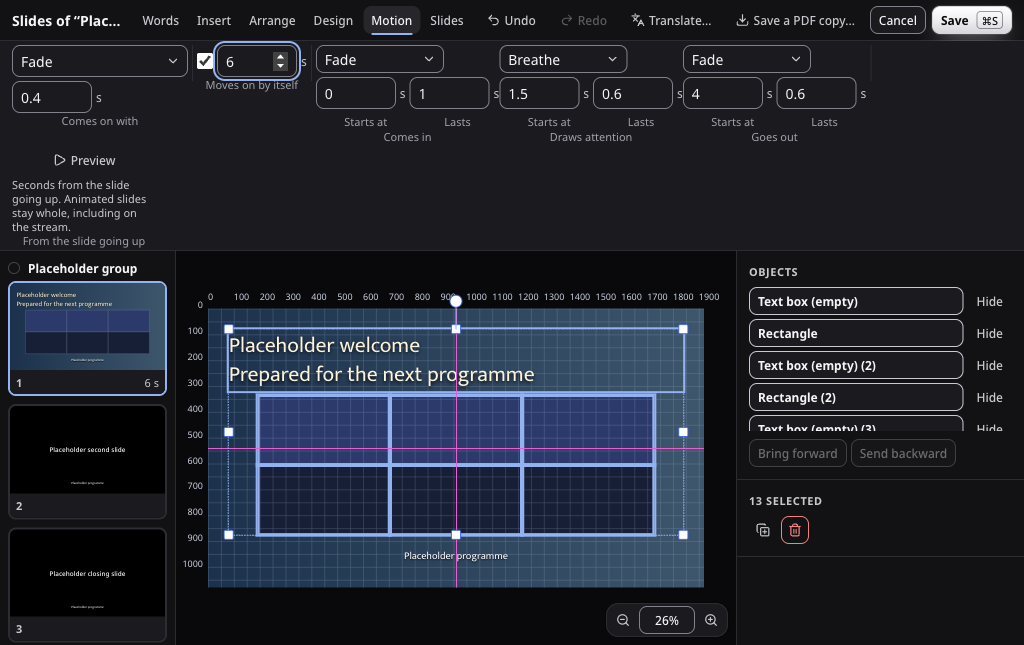 Slides of “Plac…
Words
Insert
Arrange
Design
Motion
Slides
Undo
Redo
Translate…
Save a PDF copy…
Cancel
Save ⌘S
Fade
0.4 s
Comes on with
6 s
Moves on by itself
Fade
0 s 1 s
Starts at Lasts
Comes in
Breathe
1.5 s 0.6 s
Starts at Lasts
Draws attention
Fade
4 s 0.6 s
Starts at Lasts
Goes out
Preview
Seconds from the slide
going up. Animated slides
stay whole, including on
the stream.
From the slide going up
Placeholder group
Placeholder welcome
Prepared for the next programme
Placeholder programme
1 6 s
Placeholder second slide
Placeholder programme
2
Placeholder closing slide
Placeholder programme
3
0 100 200 300 400 500 600 700 800 900 1000 1100 1200 1300 1400 1500 1600 1700 1800 1900
0
100
200
300
400
500
600
700
800
900
1000
Placeholder welcome
Prepared for the next programme
Placeholder programme
26%
OBJECTS
Text box (empty) Hide
Rectangle Hide
Text box (empty) (2) Hide
Rectangle (2) Hide
Text box (empty) (3) Hide
Bring forward
Send backward
13 SELECTED